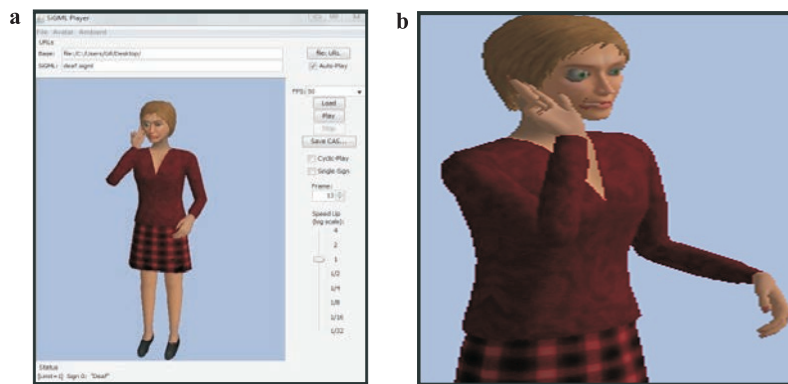 a
SiGML Player
File Avatar Ambient
URLs
Base: file:/C:/Users/GR/Desktop/
file: URL..
SiGML: deaf.sigml
Auto-Play
FPS: 50
Load
Play
Stop
Save CAS...
Cyclic-Play
Single-Sign
Frame:
13
Speed Up
(log scale):
4
2
1
1/2
1/4
1/8
1/16
1/32
Status
Sign 0: "Deaf"
b